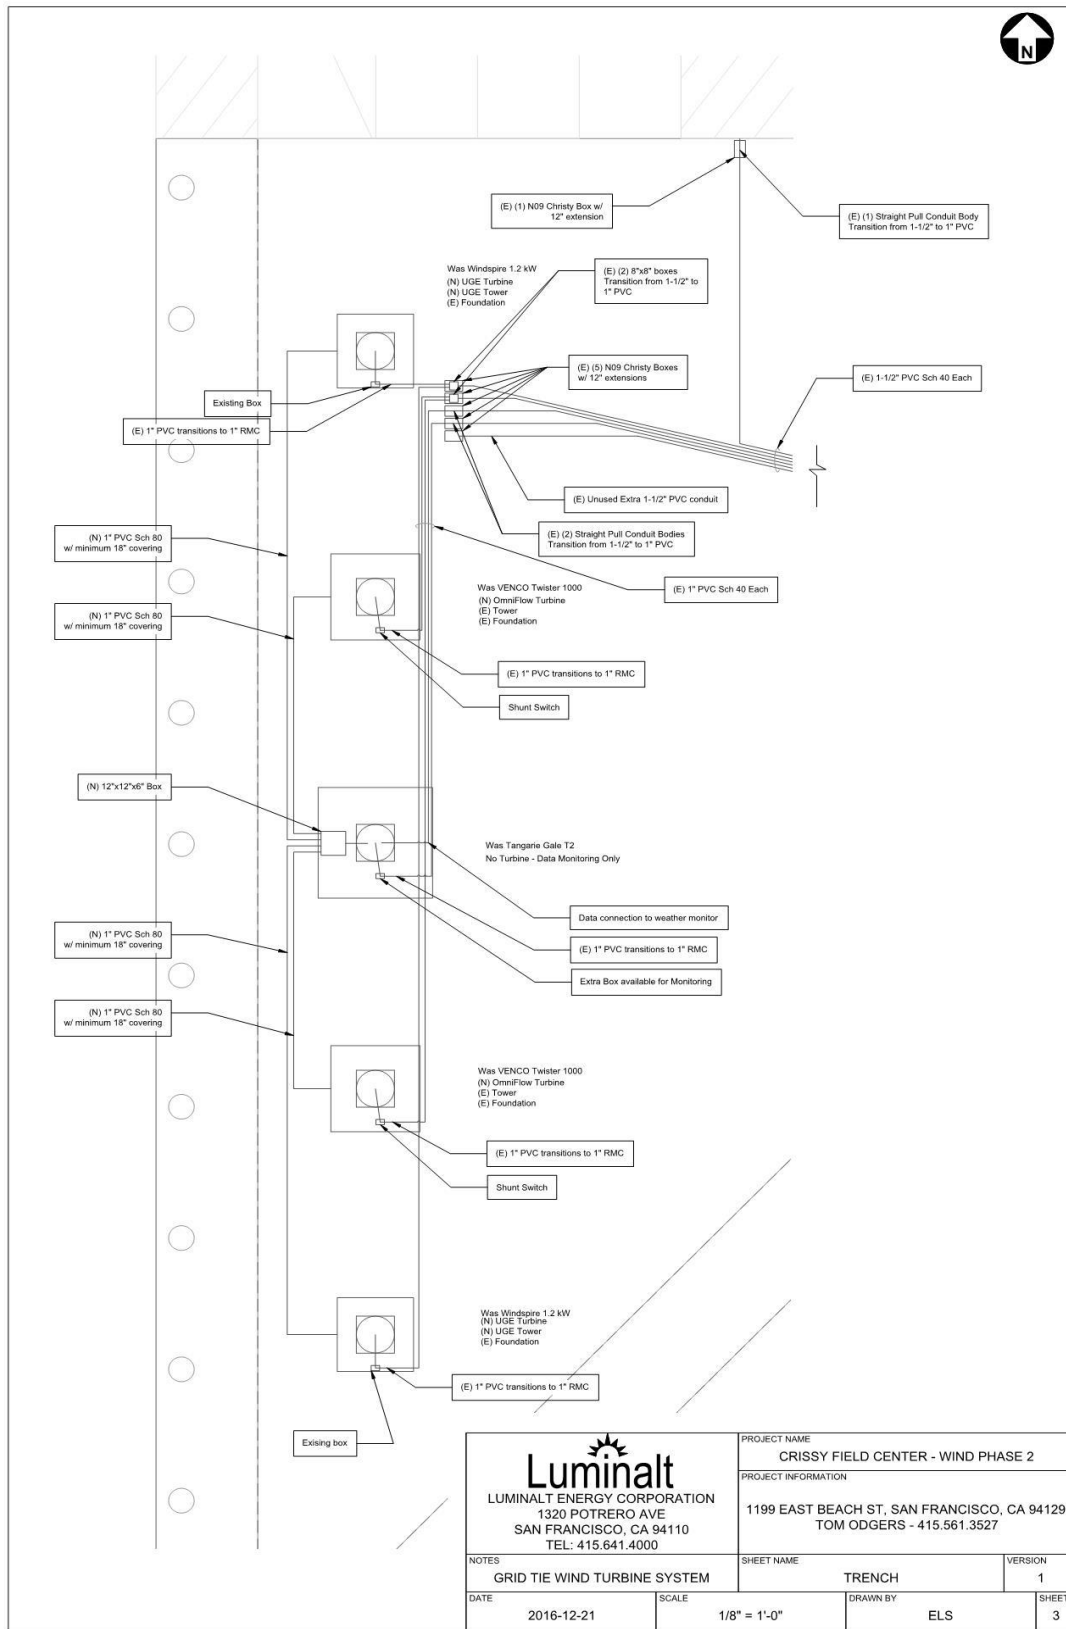 N
(E) (1) N09 Christy Box w/
12" extension
(E) (1) Straight Pull Conduit Body
Transition from 1-1/2" to 1" PVC
Was Windspire 1.2 kW
(N) UGE Turbine
(N) UGE Tower
(E) Foundation
(E) (2) 8"x8" boxes
Transition from 1-1/2" to
1" PVC
(E) (5) N09 Christy Boxes
w/ 12" extensions
(E) 1-1/2" PVC Sch 40 Each
Existing Box
(E) 1" PVC transitions to 1" RMC
(E) Unused Extra 1-1/2" PVC conduit
(N) 1" PVC Sch 80
w/ minimum 18" covering
(E) (2) Straight Pull Conduit Bodies
Transition from 1-1/2" to 1" PVC
(E) 1" PVC Sch 40 Each
Was VENCO Twister 1000
(N) OmniFlow Turbine
(E) Tower
(E) Foundation
(N) 1" PVC Sch 80
w/ minimum 18" covering
(E) 1" PVC transitions to 1" RMC
Shunt Switch
(N) 12"x12"x6" Box
Was Tangarie Gale T2
No Turbine - Data Monitoring Only
Data connection to weather monitor
(N) 1" PVC Sch 80
w/ minimum 18" covering
(E) 1" PVC transitions to 1" RMC
Extra Box available for Monitoring
(N) 1" PVC Sch 80
w/ minimum 18" covering
Was VENCO Twister 1000
(N) OmniFlow Turbine
(E) Tower
(E) Foundation
(E) 1" PVC transitions to 1" RMC
Shunt Switch
Was Windspire 1.2 kW
(N) UGE Turbine
(N) UGE Tower
(E) Foundation
(E) 1" PVC transitions to 1" RMC
Exising box
Luminalt
LUMINALT ENERGY CORPORATION
1320 POTRERO AVE
SAN FRANCISCO, CA 94110
TEL: 415.641.4000
PROJECT NAME
CRISSY FIELD CENTER - WIND PHASE 2
PROJECT INFORMATION
1199 EAST BEACH ST, SAN FRANCISCO, CA 94129
TOM ODGERS - 415.561.3527
NOTES
GRID TIE WIND TURBINE SYSTEM
SHEET NAME
TRENCH
VERSION
1
DATE
2016-12-21
SCALE
1/8" = 1'-0"
DRAWN BY
ELS
SHEET
3